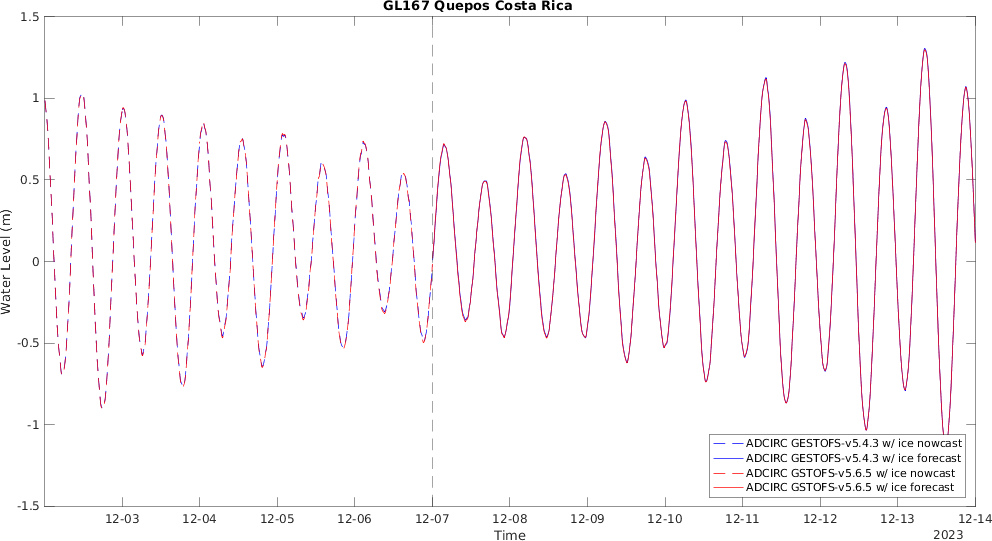 GL167 Quepos Costa Rica
1.5
1
0.5
0
-0.5
-1
-1.5
Water Level (m)
12-03
12-04
12-05
12-06
12-07
12-08
12-09
12-10
12-11
12-12
12-13
12-14
Time
2023
ADCIRC GESTOFS-v5.4.3 w/ ice nowcast
ADCIRC GESTOFS-v5.4.3 w/ ice forecast
ADCIRC GSTOFS-v5.6.5 w/ ice nowcast
ADCIRC GSTOFS-v5.6.5 w/ ice forecast